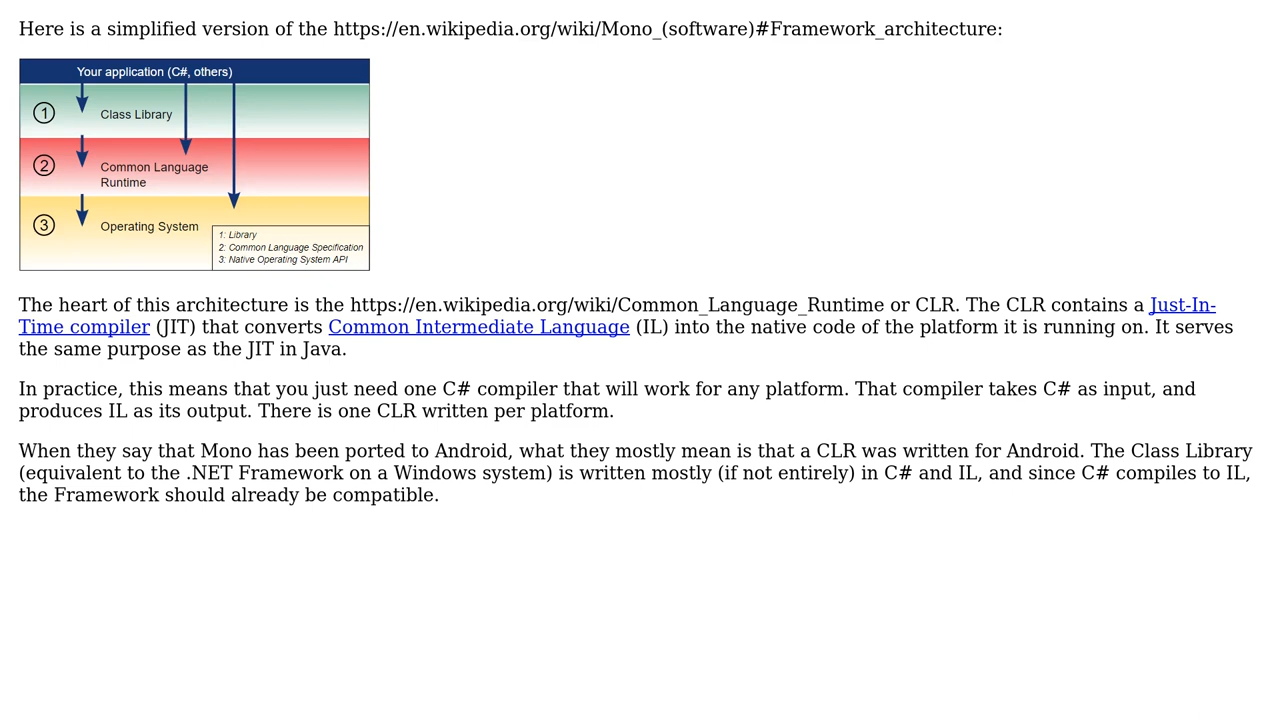 Here is a simplified version of the https://en.wikipedia.org/wiki/Mono_(software)#Framework_architecture:
Your application (C#, others)
1 Class Library
2 Common Language
Runtime
3 Operating System
1: Library
2: Common Language Specification
3: Native Operating System API
The heart of this architecture is the https://en.wikipedia.org/wiki/Common_Language_Runtime or CLR. The CLR contains a Just-In-
Time compiler (JIT) that converts Common Intermediate Language (IL) into the native code of the platform it is running on. It serves
the same purpose as the JIT in Java.
In practice, this means that you just need one C# compiler that will work for any platform. That compiler takes C# as input, and
produces IL as its output. There is one CLR written per platform.
When they say that Mono has been ported to Android, what they mostly mean is that a CLR was written for Android. The Class Library
(equivalent to the .NET Framework on a Windows system) is written mostly (if not entirely) in C# and IL, and since C# compiles to IL,
the Framework should already be compatible.